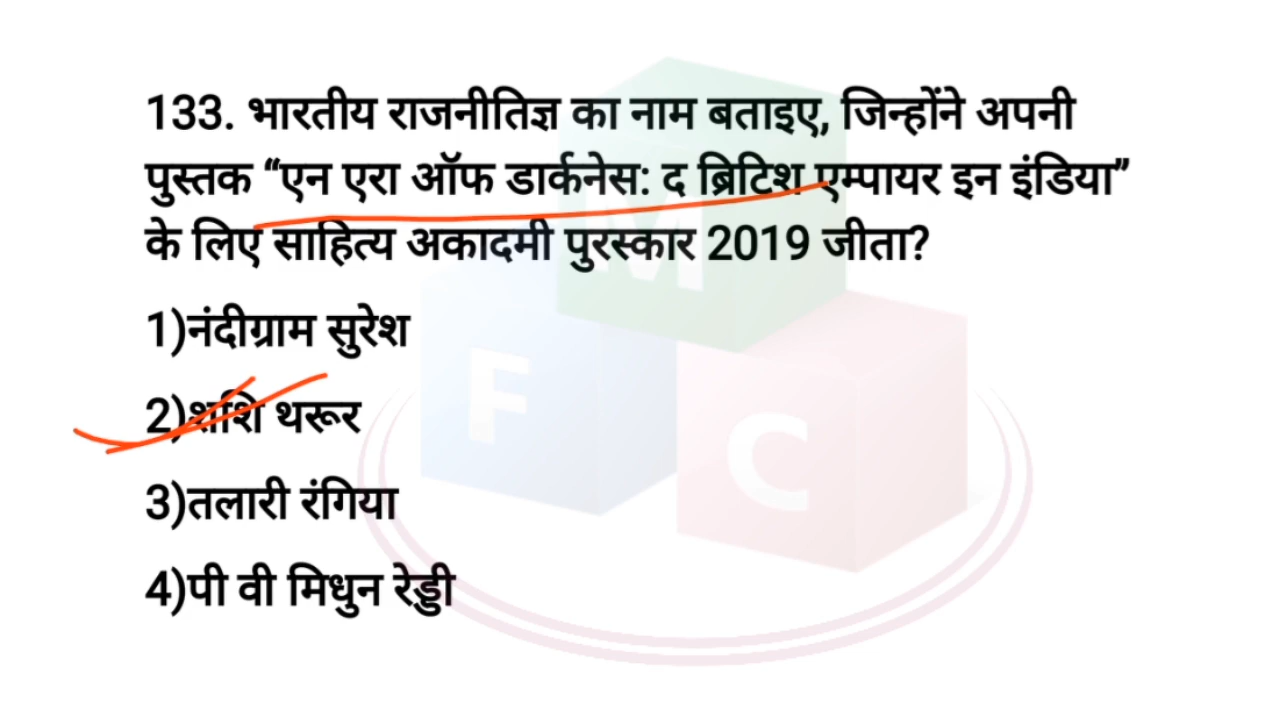 133. भारतीय राजनीतिज्ञ का नाम बताइए, जिन्होंने अपनी
पुस्तक “एन एरा ऑफ डार्कनेस: द ब्रिटिश एम्पायर इन इंडिया”
के लिए साहित्य अकादमी पुरस्कार 2019 जीता?
1)नंदीग्राम सुरेश
2)शशि थरूर
3)तलारी रंगिया
4)पी वी मिधुन रेड्डी
M
F
C